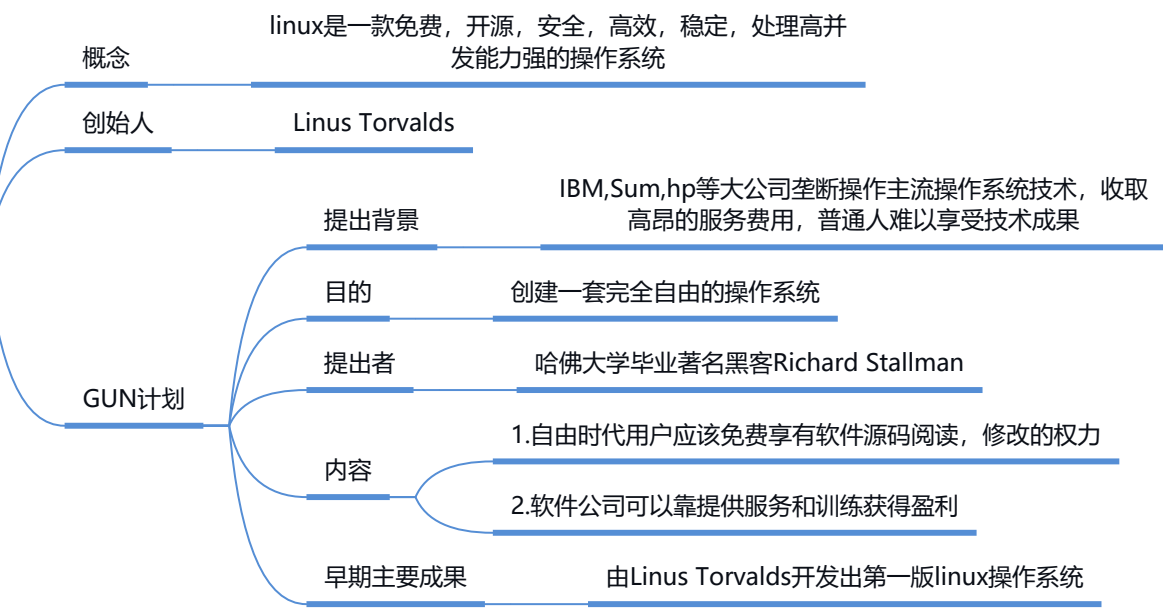 linux是一款免费，开源，安全，高效，稳定，处理高并
发能力强的操作系统
概念
创始人
Linus Torvalds
IBM,Sum,hp等大公司垄断操作主流操作系统技术，收取
高昂的服务费用，普通人难以享受技术成果
提出背景
目的
创建一套完全自由的操作系统
提出者
哈佛大学毕业著名黑客Richard Stallman
GUN计划
1.自由时代用户应该免费享有软件源码阅读，修改的权力
内容
2.软件公司可以靠提供服务和训练获得盈利
早期主要成果
由Linus Torvalds开发出第一版linux操作系统